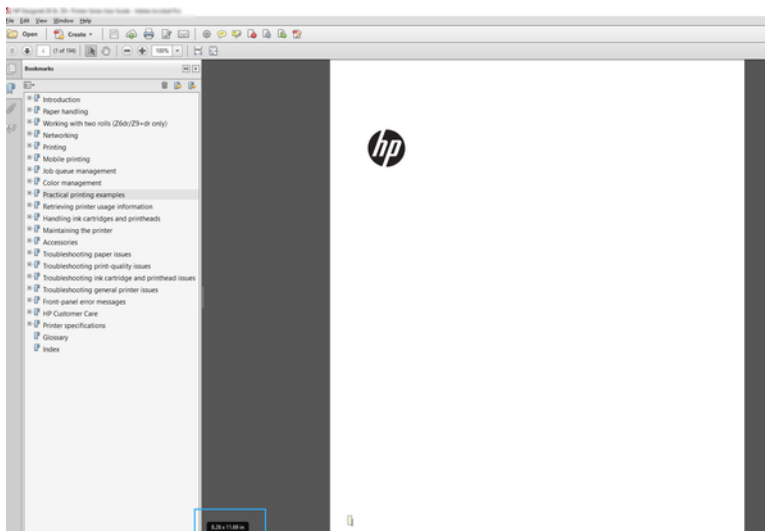 File Edit View Window Help
Open Create
1 (1 of 194) 100%
Bookmarks
Introduction
Paper handling
Working with two rolls (Z6dr/Z9+dr only)
Networking
Printing
Mobile printing
Job queue management
Color management
Practical printing examples
Retrieving printer usage information
Handling ink cartridges and printheads
Maintaining the printer
Accessories
Troubleshooting paper issues
Troubleshooting print-quality issues
Troubleshooting ink cartridge and printhead issues
Troubleshooting general printer issues
Front-panel error messages
HP Customer Care
Printer specifications
Glossary
Index
hp
8.26 x 11.69 in